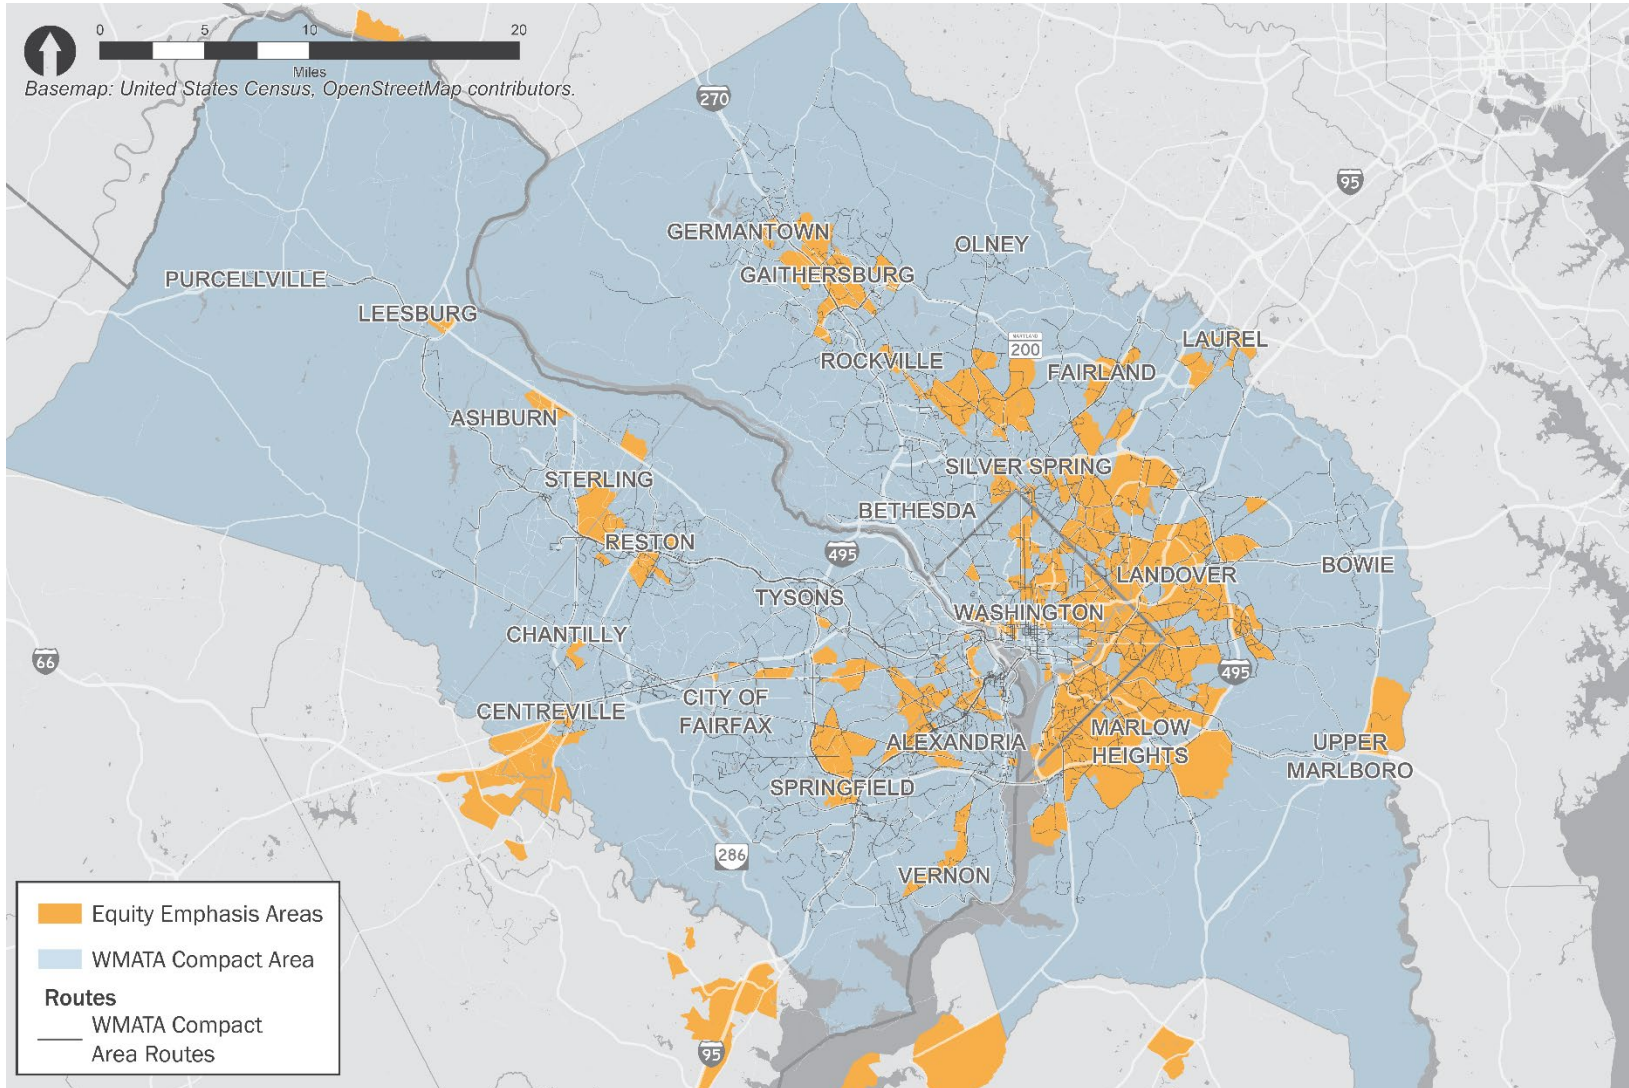 0 5 10 20
Miles
Basemap: United States Census, OpenStreetMap contributors.
270
95
GERMANTOWN
OLNEY
GAITHERSBURG
PURCELLVILLE
LEESBURG
MARYLAND
200
LAUREL
ROCKVILLE
FAIRLAND
ASHBURN
SILVER SPRING
STERLING
BETHESDA
RESTON
495
LANDOVER
BOWIE
TYSONS
WASHINGTON
CHANTILLY
66
495
CITY OF
FAIRFAX
CENTREVILLE
MARLOW
HEIGHTS
ALEXANDRIA
UPPER
MARLBORO
SPRINGFIELD
286
VERNON
95
Equity Emphasis Areas
WMATA Compact Area
Routes
WMATA Compact
Area Routes